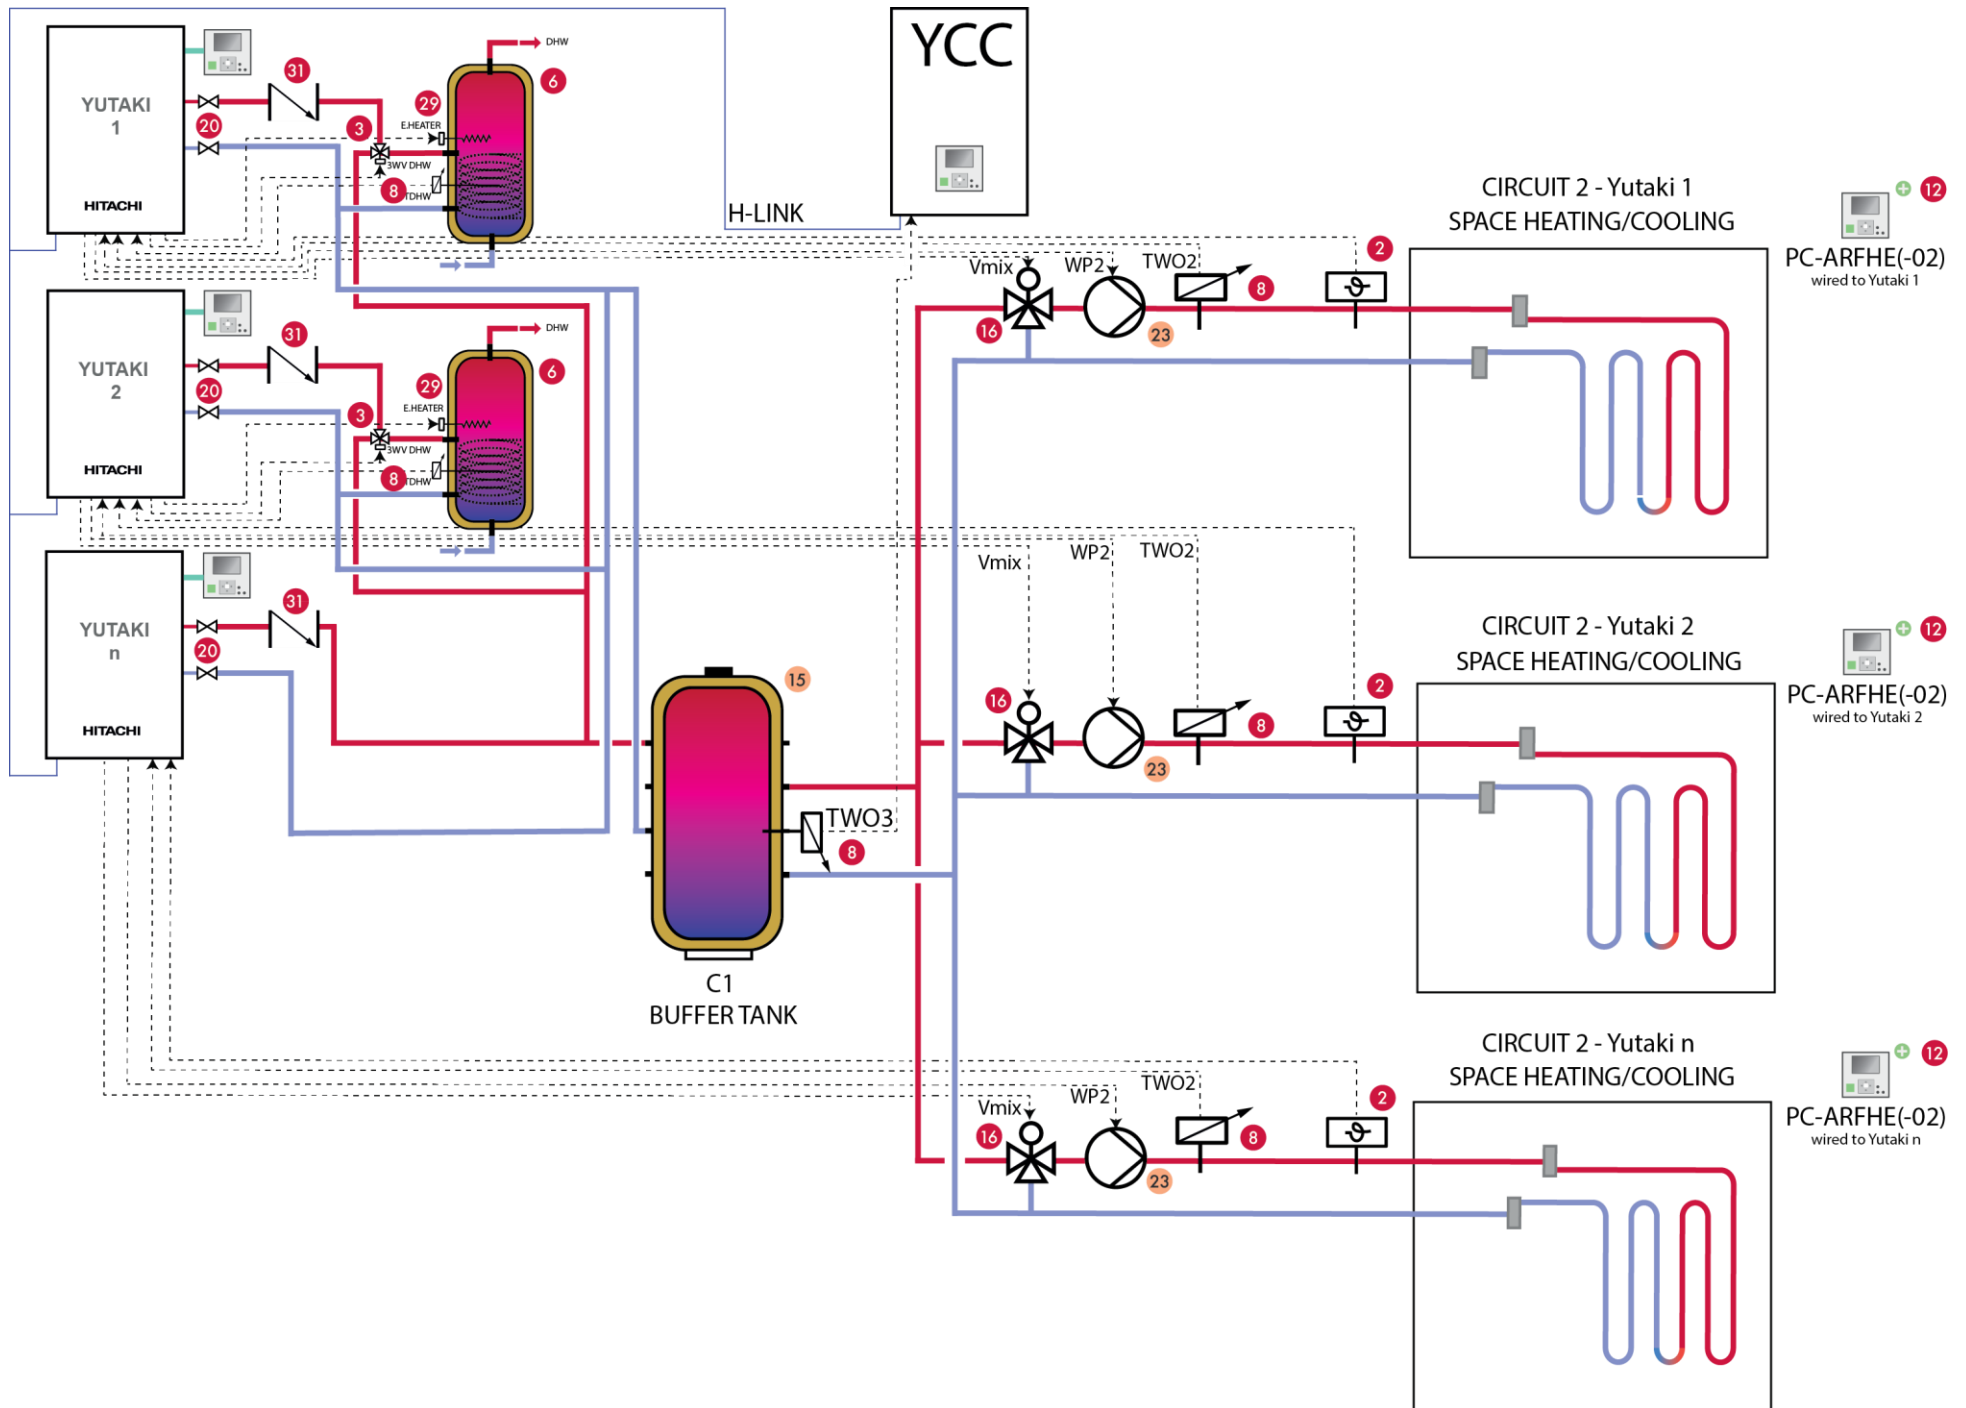 YCC
YUTAKI
1
HITACHI
31
20
3
29
E.HEATER
3WV DHW
8
TDHW
DHW
6
H-LINK
YUTAKI
2
HITACHI
31
20
3
29
E.HEATER
3WV DHW
8
TDHW
DHW
6
YUTAKI
n
HITACHI
31
20
15
TWO3
8
C1
BUFFER TANK
Vmix
16
WP2
23
TWO2
8
2
CIRCUIT 2 - Yutaki 1
SPACE HEATING/COOLING
12
PC-ARFHE(-02)
wired to Yutaki 1
Vmix
16
WP2
23
TWO2
8
2
CIRCUIT 2 - Yutaki 2
SPACE HEATING/COOLING
12
PC-ARFHE(-02)
wired to Yutaki 2
Vmix
16
WP2
23
TWO2
8
2
CIRCUIT 2 - Yutaki n
SPACE HEATING/COOLING
12
PC-ARFHE(-02)
wired to Yutaki n